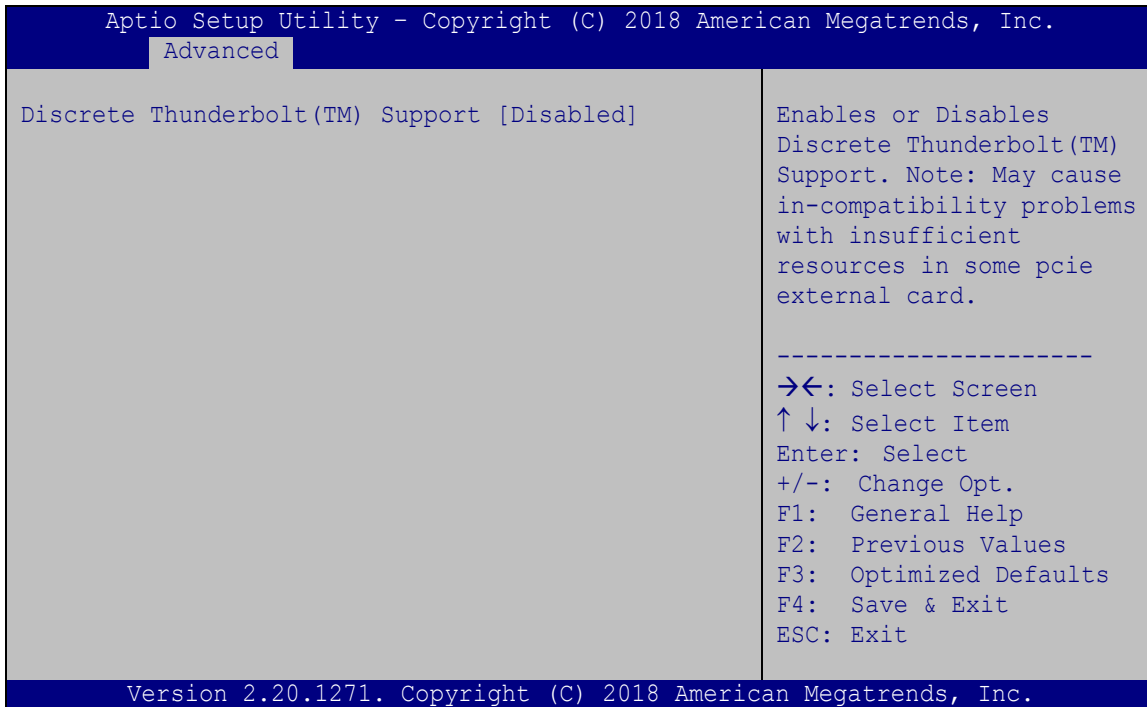 Aptio Setup Utility – Copyright (C) 2018 American Megatrends, Inc.
Advanced
Discrete Thunderbolt(TM) Support [Disabled]
Enables or Disables
Discrete Thunderbolt(TM)
Support. Note: May cause
in-compatibility problems
with insufficient
resources in some pcie
external card.
----------------------
→←: Select Screen
↑ ↓: Select Item
Enter: Select
+/-: Change Opt.
F1: General Help
F2: Previous Values
F3: Optimized Defaults
F4: Save & Exit
ESC: Exit
Version 2.20.1271. Copyright (C) 2018 American Megatrends, Inc.